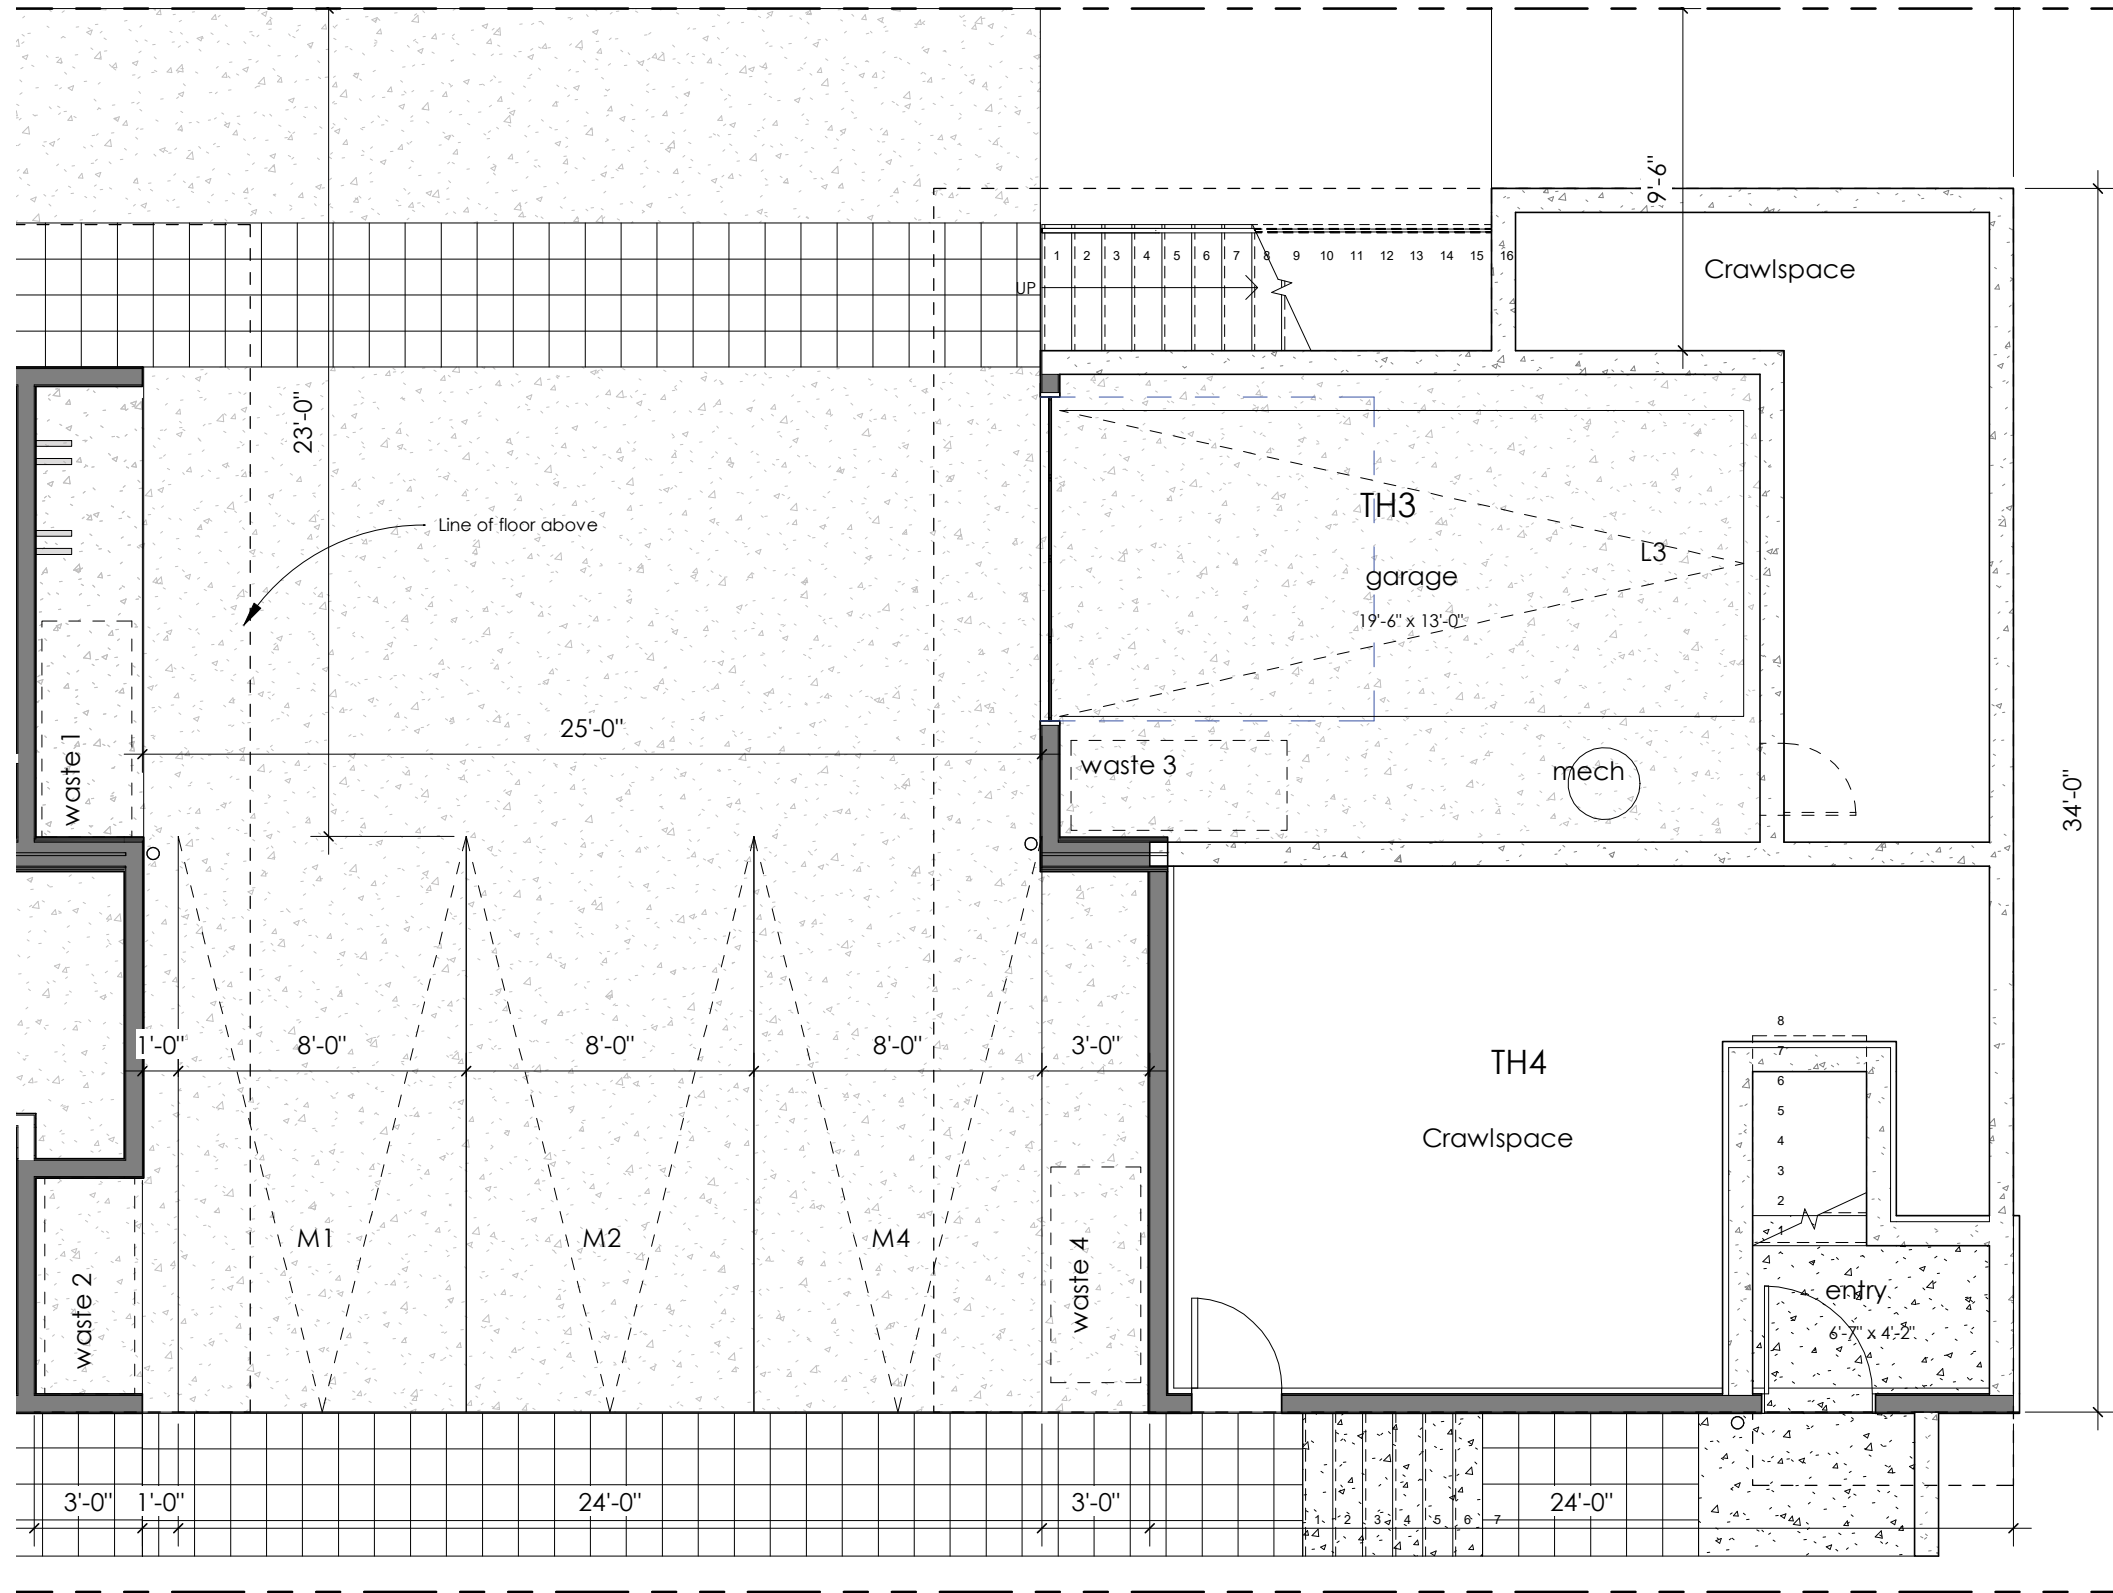 9'-6"
1 2 3 4 5 6 7 8 9 10 11 12 13 14 15 16
Crawlspace
UP
23'-0"
Line of floor above
TH3
L3
garage
19'-6" x 13'-0"
25'-0"
waste 1
waste 3
mech
34'-0"
1'-0"
8'-0"
8'-0"
8'-0"
3'-0"
TH4
Crawlspace
8
7
6
5
4
3
2
1
M1
M2
M4
waste 2
waste 4
entry
6'-7" x 4'-2"
3'-0"
1'-0"
24'-0"
3'-0"
24'-0"
1 2 3 4 5 6 7